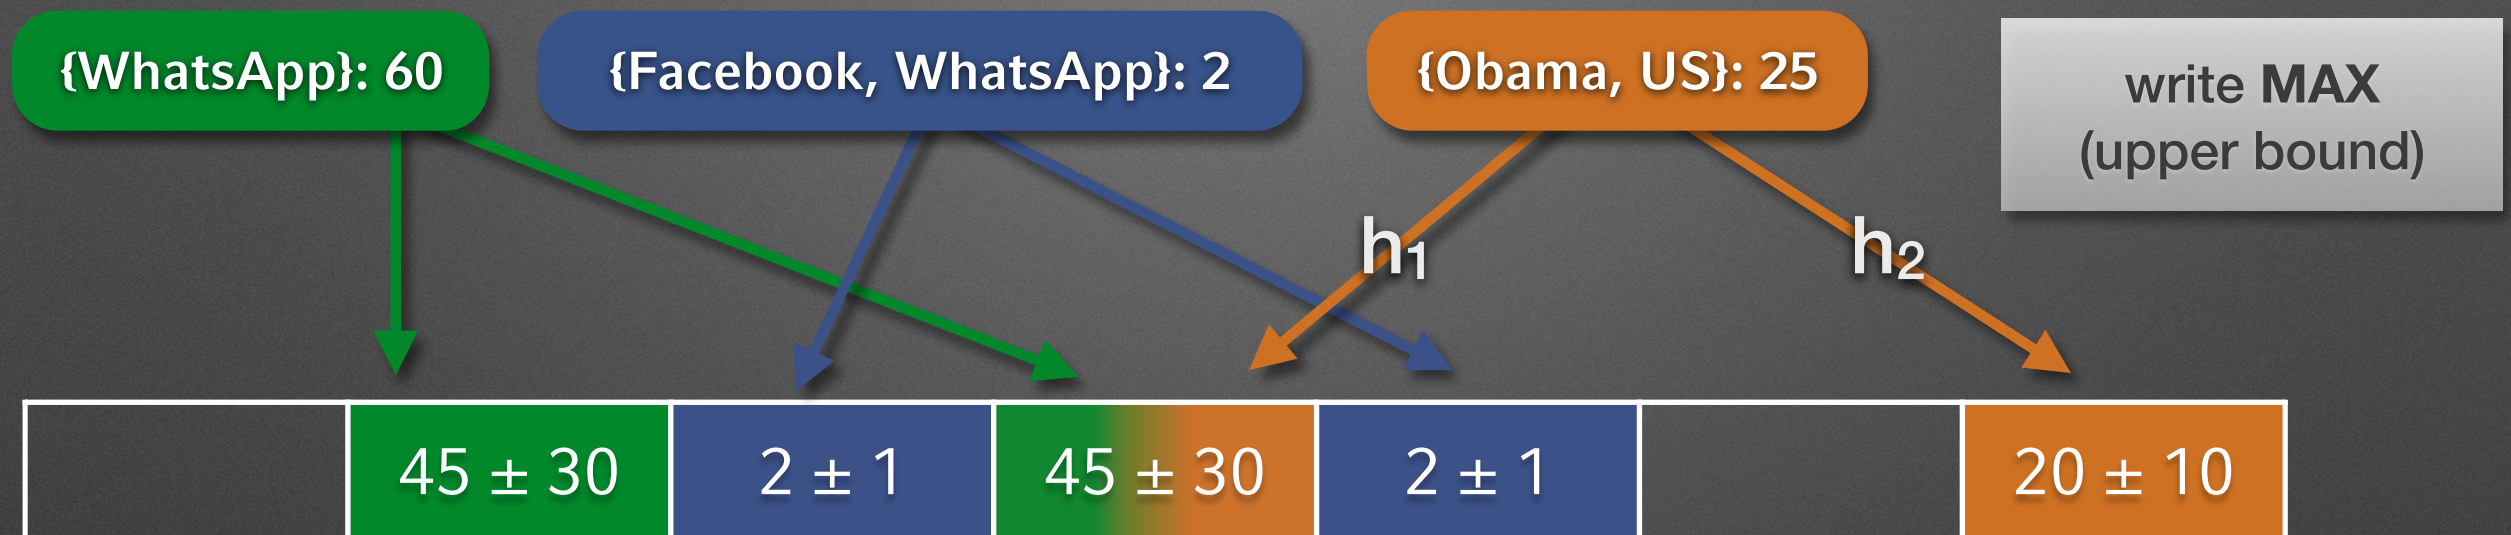 {WhatsApp}: 60
{Facebook, WhatsApp}: 2
{Obama, US}: 25
write MAX
(upper bound)
h1
h2
45 ± 30
2 ± 1
45 ± 30
2 ± 1
20 ± 10